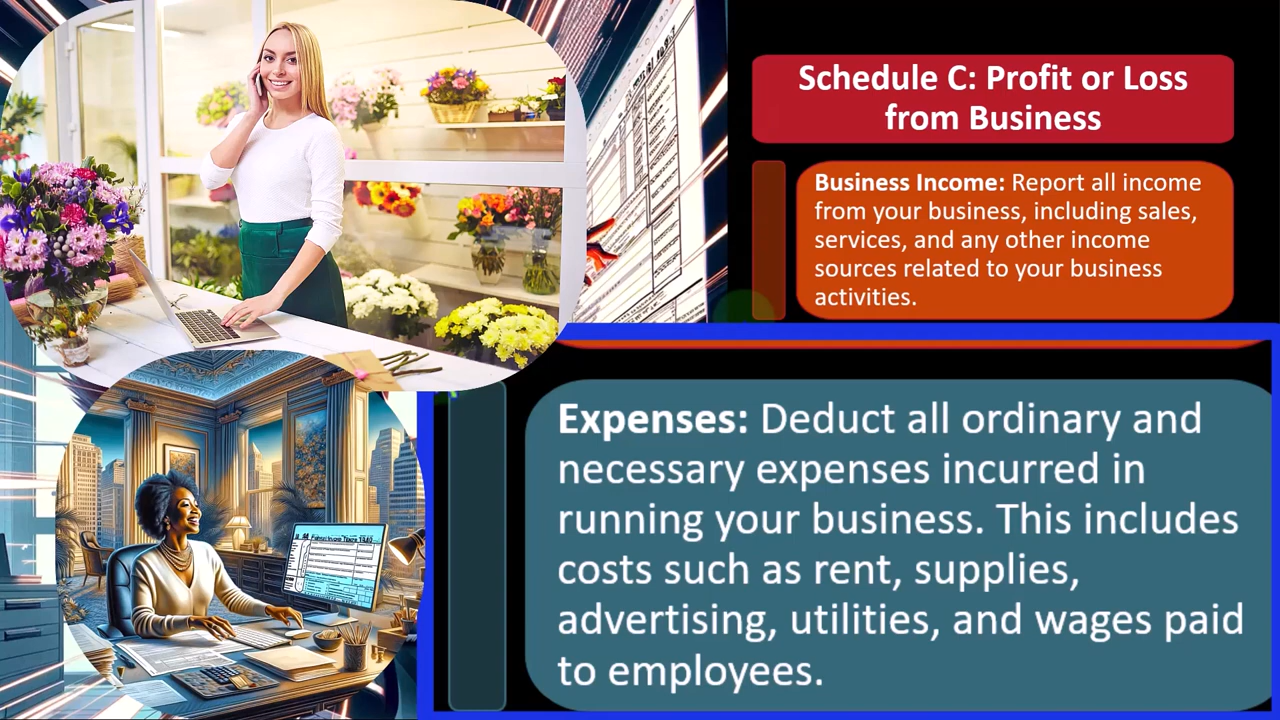 Schedule C: Profit or Loss
from Business
Business Income: Report all income
from your business, including sales,
services, and any other income
sources related to your business
activities.
Expenses: Deduct all ordinary and
necessary expenses incurred in
running your business. This includes
costs such as rent, supplies,
advertising, utilities, and wages paid
to employees.